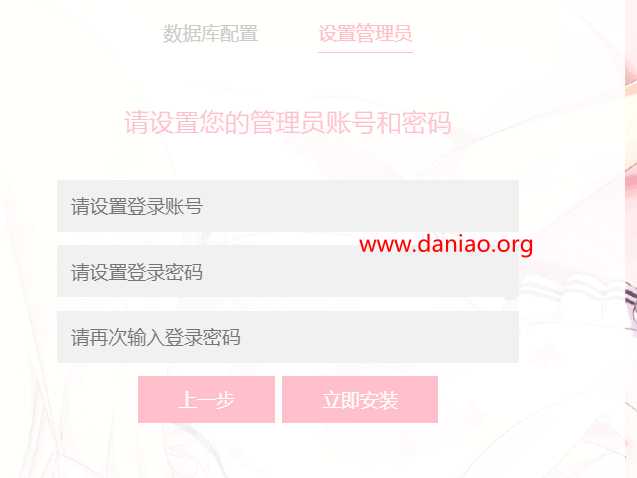 数据库配置 设置管理员
请设置您的管理员账号和密码
请设置登录账号
www.daniao.org
请设置登录密码
请再次输入登录密码
上一步 立即安装